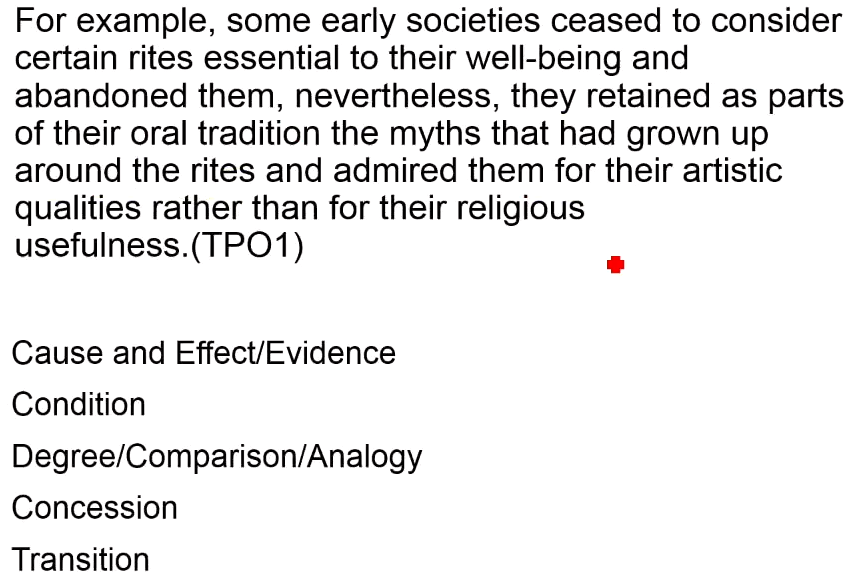 For example, some early societies ceased to consider
certain rites essential to their well-being and
abandoned them, nevertheless, they retained as parts
of their oral tradition the myths that had grown up
around the rites and admired them for their artistic
qualities rather than for their religious
usefulness.(TPO1)
Cause and Effect/Evidence
Condition
Degree/Comparison/Analogy
Concession
Transition